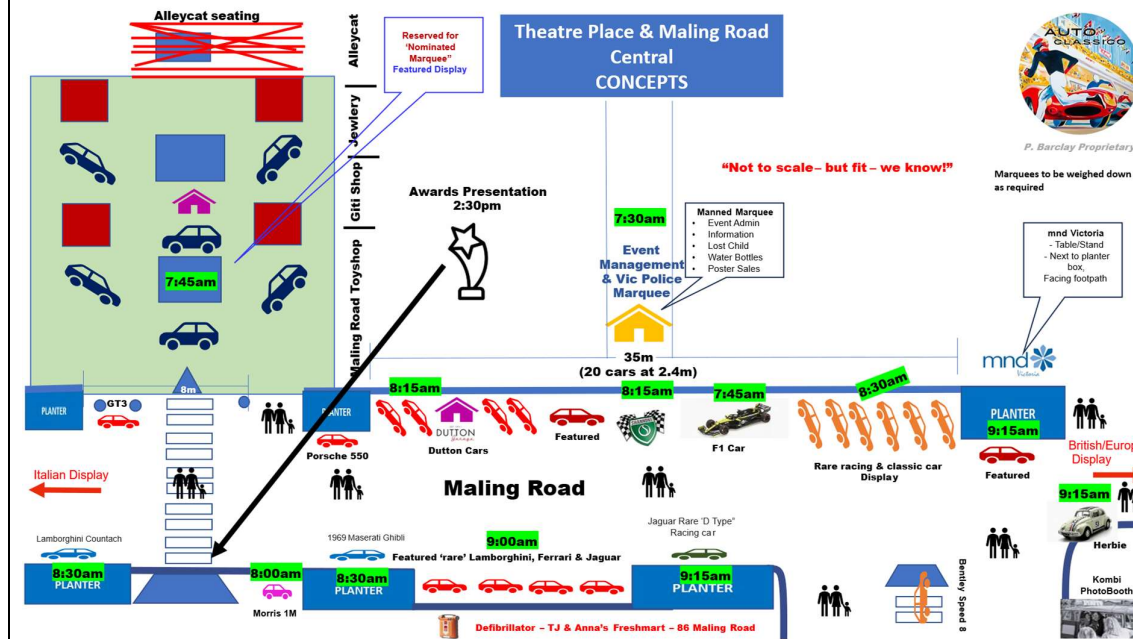 Alleycat seating
Reserved for
‘Nominated
Marquee”
Featured Display
Alleycat
Jewlery
Giti Shop
Maling Road Toyshop
Theatre Place & Maling Road
Central
CONCEPTS
AUTO
CLASSICO
P. Barclay Proprietary
Marquees to be weighed down
as required
“Not to scale – but fit – we know!”
Awards Presentation
2:30pm
7:30am
Event
Management
& Vic Police
Marquee
Manned Marquee
• Event Admin
• Information
• Lost Child
• Water Bottles
• Poster Sales
mnd Victoria
- Table/Stand
- Next to planter
box,
Facing footpath
mnd
Victoria
7:45am
35m
(20 cars at 2.4m)
8m
8:15am
8:15am
7:45am
8:30am
PLANTER
GT3
PLANTER
Porsche 550
DUTTON
Garage
Dutton Cars
Featured
F1 Car
Rare racing & classic car
Display
PLANTER
9:15am
Featured
British/Europ
Display
Italian Display
Maling Road
9:15am
Herbie
Lamborghini Countach
8:30am
PLANTER
8:00am
Morris 1M
1969 Maserati Ghibli
8:30am
PLANTER
9:00am
Featured ‘rare’ Lamborghini, Ferrari & Jaguar
Jaguar Rare ‘D Type”
Racing car
9:15am
PLANTER
Bentley Speed 8
Kombi
PhotoBooth
Defibrillator – TJ & Anna’s Freshmart – 86 Maling Road